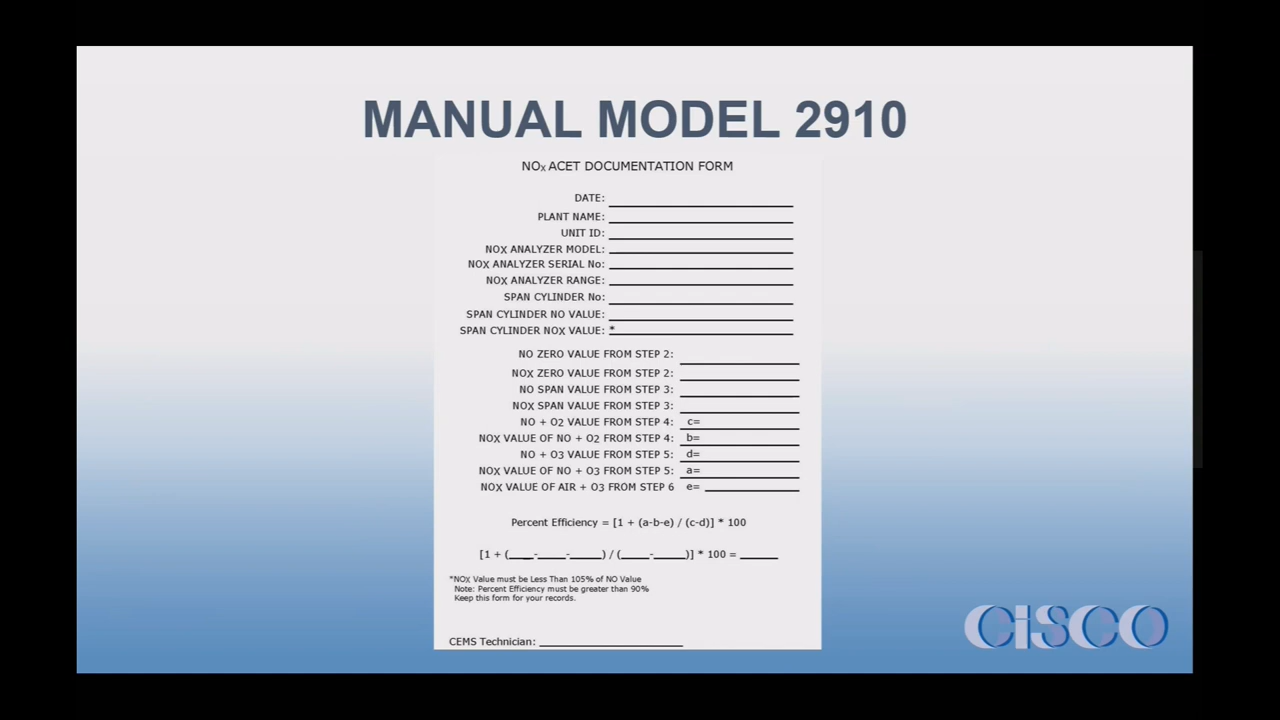 MANUAL MODEL 2910
NOX ACET DOCUMENTATION FORM
DATE:
PLANT NAME:
UNIT ID:
NOX ANALYZER MODEL:
NOX ANALYZER SERIAL No:
NOX ANALYZER RANGE:
SPAN CYLINDER No:
SPAN CYLINDER NO VALUE:
SPAN CYLINDER NOX VALUE: *
NO ZERO VALUE FROM STEP 2:
NOX ZERO VALUE FROM STEP 2:
NO SPAN VALUE FROM STEP 3:
NOX SPAN VALUE FROM STEP 3:
NO + O2 VALUE FROM STEP 4: c=
NOX VALUE OF NO + O2 FROM STEP 4: b=
NO + O3 VALUE FROM STEP 5: d=
NOX VALUE OF NO + O3 FROM STEP 5: a=
NOX VALUE OF AIR + O3 FROM STEP 6 e=
Percent Efficiency = [1 + (a-b-e) / (c-d)] * 100
[1 + (____-____-____) / (____-____)] * 100 = ____
*NOX Value must be Less Than 105% of NO Value
Note: Percent Efficiency must be greater than 90%
Keep this form for your records.
CiSCO
CEMS Technician: